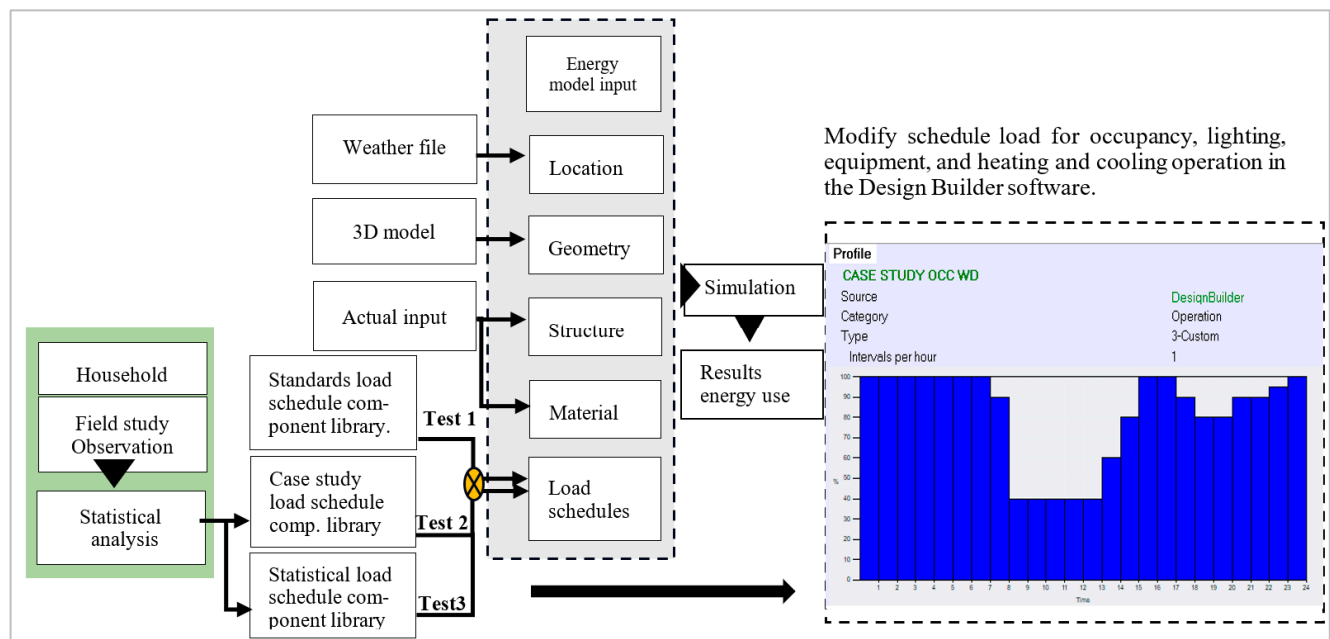 Energy
model input
Weather file
Location
3D model
Geometry
Actual input
Structure
Material
Load
schedules
Household
Field study
Observation
Statistical
analysis
Standards load
schedule com-
ponent library.
Case study
load schedule
comp. library
Statistical load
schedule com-
ponent library
Test 1
Test 2
Test3
Simulation
Results
energy use
Modify schedule load for occupancy, lighting,
equipment, and heating and cooling operation in
the Design Builder software.
Profile
CASE STUDY OCC WD
Source DesignBuilder
Category Operation
Type 3-Custom
Intervals per hour 1
100
90
80
70
60
50
40
30
20
10
0
%
1 2 3 4 5 6 7 8 9 10 11 12 13 14 15 16 17 18 19 20 21 22 23 24
Time